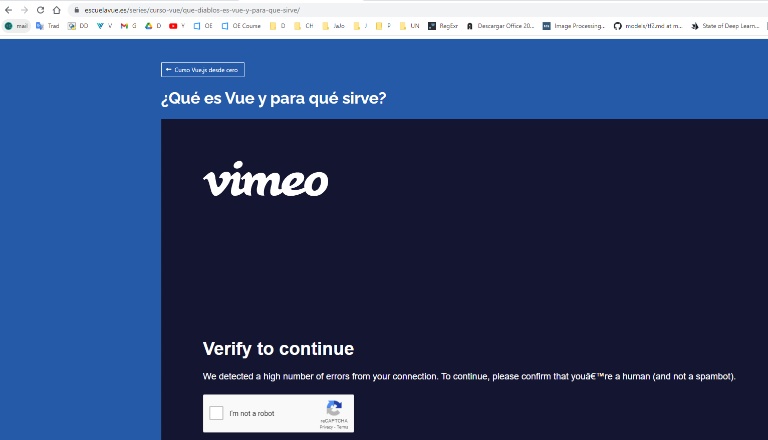 escuelavue.es/series/curso-vue/que-diablos-es-vue-y-para-que-sirve/
mail Trad DD V G D Y OE OE Course D CH JaJo / F UN RegExr Descargar Office 20... Image Processing... models/tf2.md at m... State of Deep Learn...
← Curso Vue.js desde cero
¿Qué es Vue y para qué sirve?
vimeo
Verify to continue
We detected a high number of errors from your connection. To continue, please confirm that youâ€™re a human (and not a spambot).
I'm not a robot
reCAPTCHA
Privacy - Terms